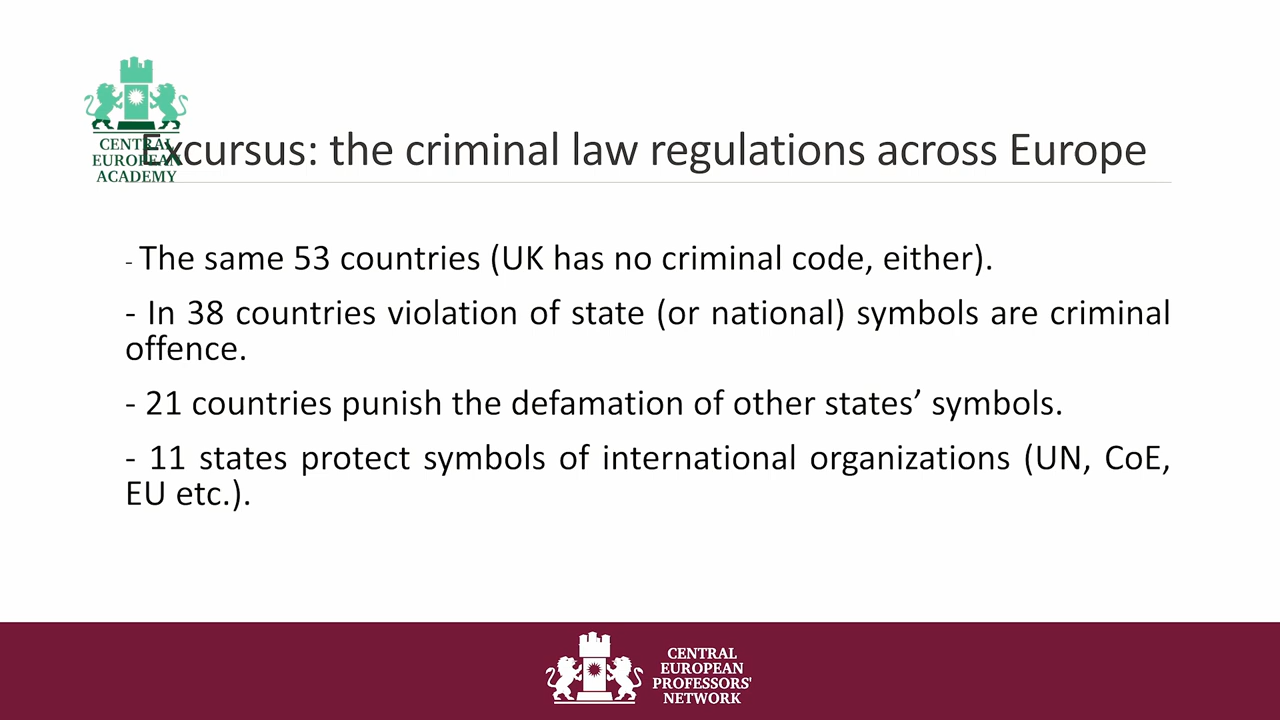 CENTRAL
EUROPEAN
ACADEMY
Excursus: the criminal law regulations across Europe
- The same 53 countries (UK has no criminal code, either).
- In 38 countries violation of state (or national) symbols are criminal
offence.
- 21 countries punish the defamation of other states’ symbols.
- 11 states protect symbols of international organizations (UN, CoE,
EU etc.).
CENTRAL
EUROPEAN
PROFESSORS'
NETWORK